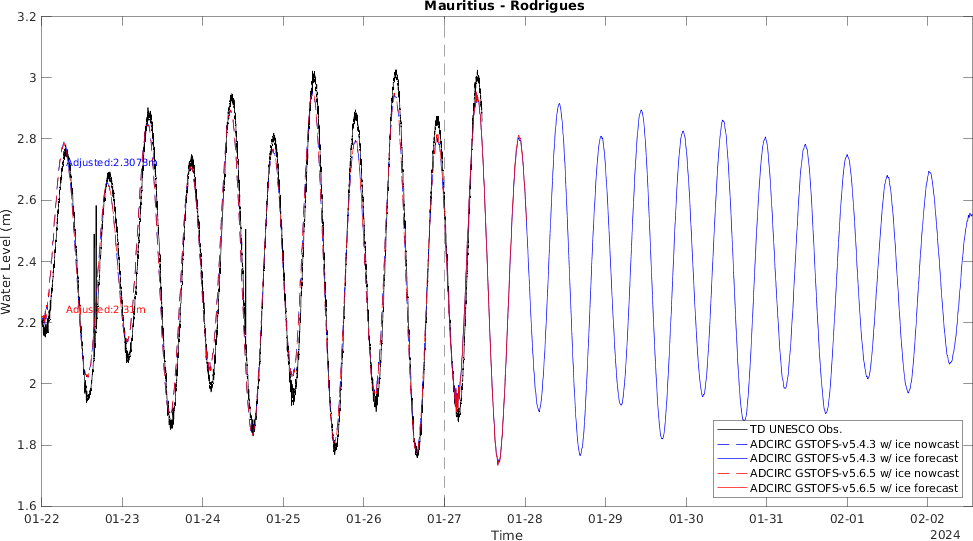 Mauritius - Rodrigues
3.2
3
2.8
2.6
2.4
2.2
2
1.8
1.6
Water Level (m)
Adjusted:2.3073m
Adjusted:2.31m
TD UNESCO Obs.
ADCIRC GSTOFS-v5.4.3 w/ ice nowcast
ADCIRC GSTOFS-v5.4.3 w/ ice forecast
ADCIRC GSTOFS-v5.6.5 w/ ice nowcast
ADCIRC GSTOFS-v5.6.5 w/ ice forecast
01-22 01-23 01-24 01-25 01-26 01-27 01-28 01-29 01-30 01-31 02-01 02-02
Time
2024